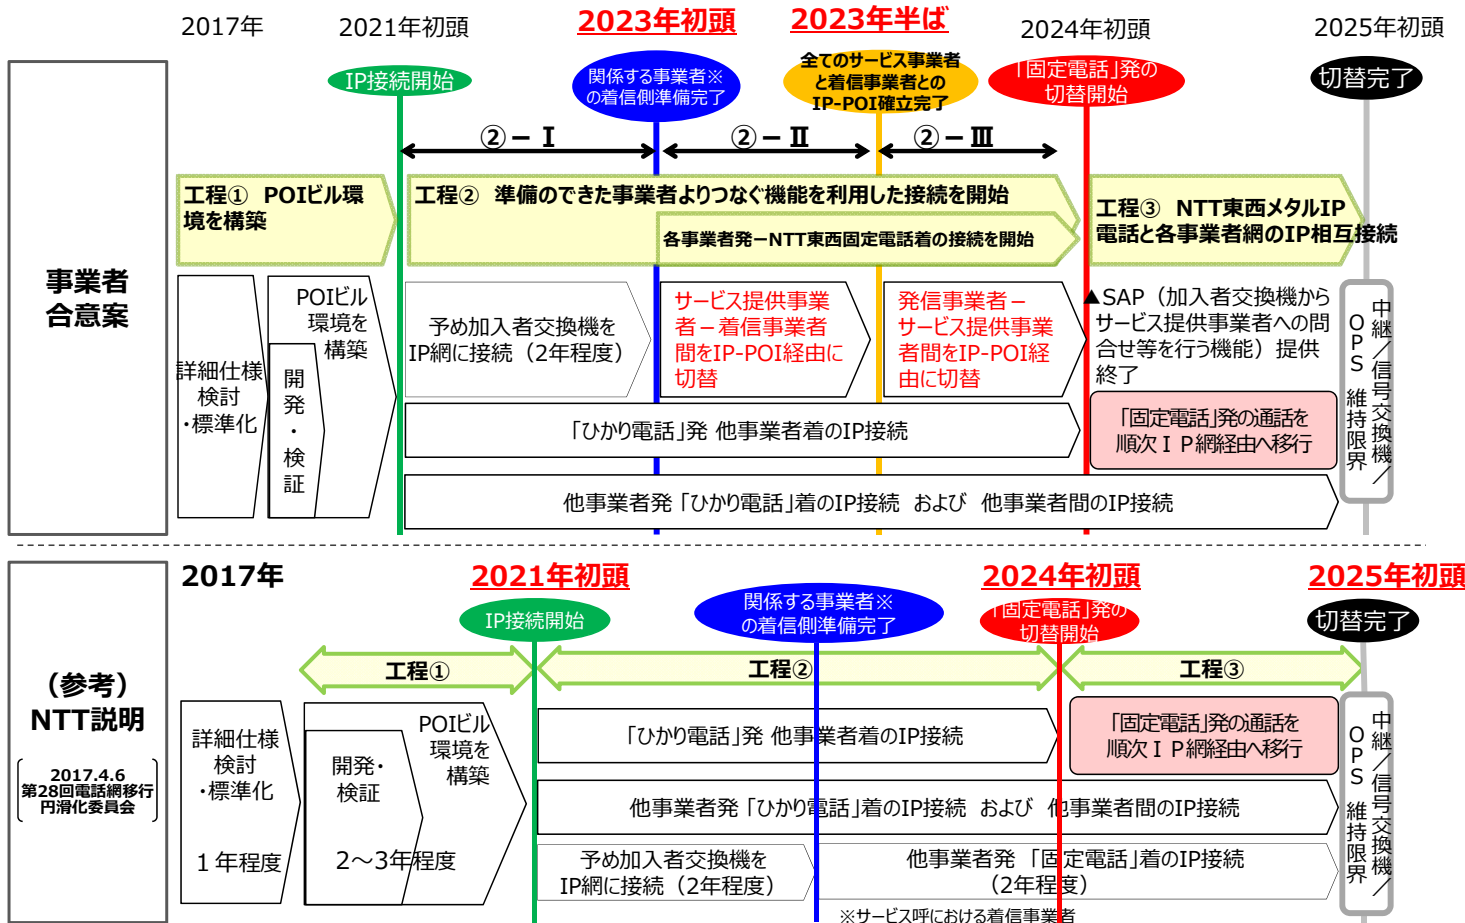 2017年
2021年初頭
2023年初頭
2023年半ば
2024年初頭
2025年初頭
IP接続開始
関係する事業者※
の着信側準備完了
全てのサービス事業者
と着信事業者との
IP-POI確立完了
「固定電話」発の
切替開始
切替完了
②－Ⅰ
②－Ⅱ
②－Ⅲ
事業者
合意案
工程① POIビル環
境を構築
工程② 準備のできた事業者よりつなぐ機能を利用した接続を開始
各事業者発－NTT東西固定電話着の接続を開始
工程③ NTT東西メタルIP
電話と各事業者網のIP相互接続
詳細仕様
検討
・標準化
POIビル
環境を
構築
開発・検証
予め加入者交換機を
IP網に接続（2年程度）
サービス提供事業
者－着信事業者
間をIP-POI経由に
切替
発信事業者－
サービス提供事業
者間をIP-POI経
由に切替
▲SAP（加入者交換機から
サービス提供事業者への問
合せ等を行う機能）提供
終了
「ひかり電話」発 他事業者着のIP接続
「固定電話」発の通話を
順次ＩＰ網経由へ移行
他事業者発「ひかり電話」着のIP接続 および 他事業者間のIP接続
中継／信号交換機／
OPS 維持限界
（参考）
NTT説明
2017.4.6
第28回電話網移行
円滑化委員会
2017年
2021年初頭
2024年初頭
2025年初頭
IP接続開始
関係する事業者※
の着信側準備完了
「固定電話」発の
切替開始
切替完了
工程①
工程②
工程③
詳細仕様
検討
・標準化
１年程度
POIビル
環境を
構築
開発・
検証
2～3年程度
「ひかり電話」発 他事業者着のIP接続
「固定電話」発の通話を
順次ＩＰ網経由へ移行
他事業者発「ひかり電話」着のIP接続 および 他事業者間のIP接続
予め加入者交換機を
IP網に接続（2年程度）
他事業者発 「固定電話」着のIP接続
（2年程度）
中継／信号交換機／
OPS 維持限界
※サービス呼における着信事業者